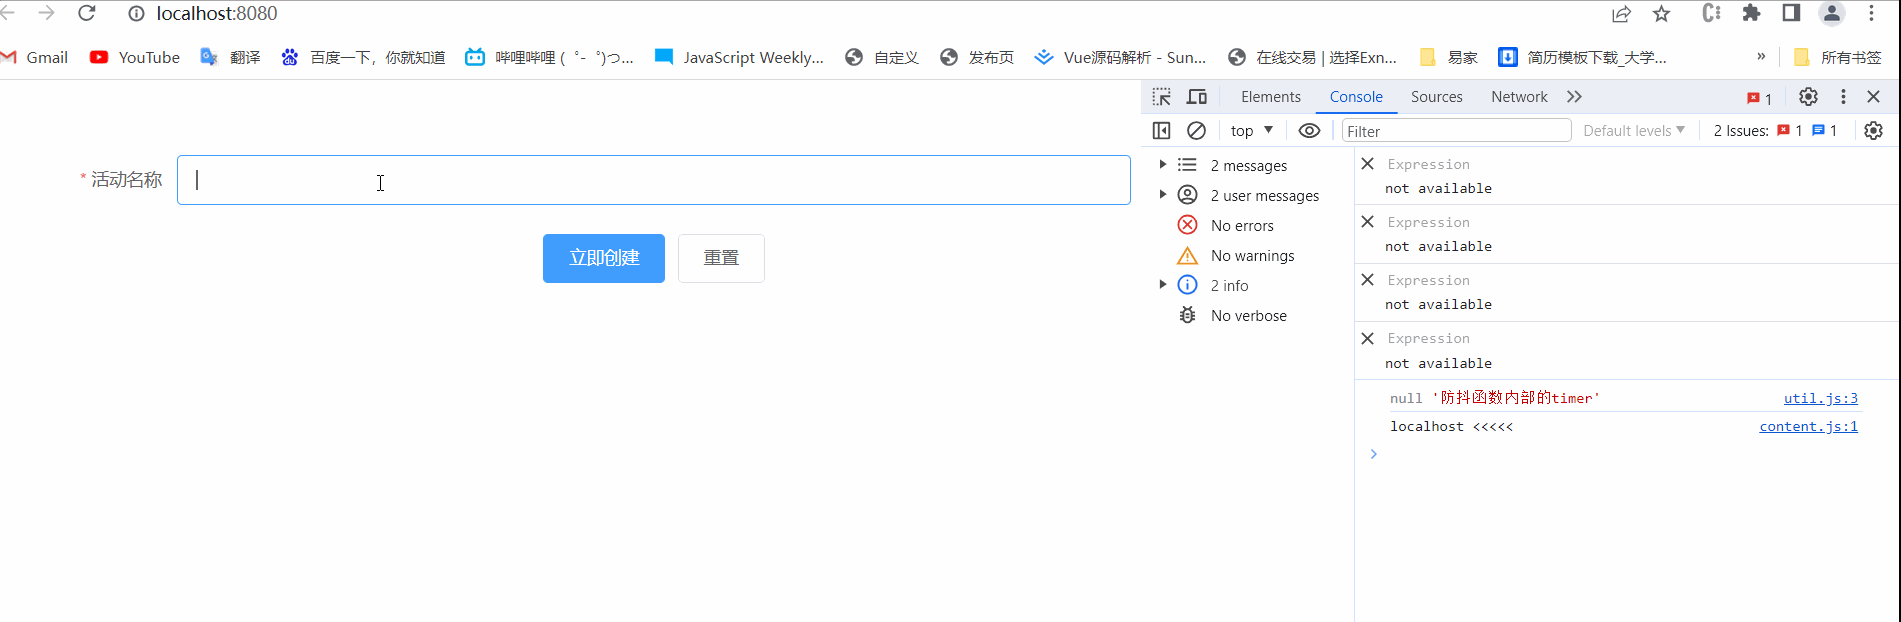 localhost:8080
Gmail YouTube 翻译 百度一下，你就知道 哔哩哔哩 ( ゜- ゜)つ... JavaScript Weekly,... 自定义 发布页 Vue源码解析 - Sun... 在线交易 | 选择Exn... 易家 简历模板下载_大学... » 所有书签
Elements Console Sources Network 1
top Filter Default levels 2 Issues: 1 1
* 活动名称
立即创建 重置
2 messages
2 user messages
No errors
No warnings
2 info
No verbose
Expression
not available
Expression
not available
Expression
not available
Expression
not available
null '防抖函数内部的timer' util.js:3
localhost <<<<< content.js:1